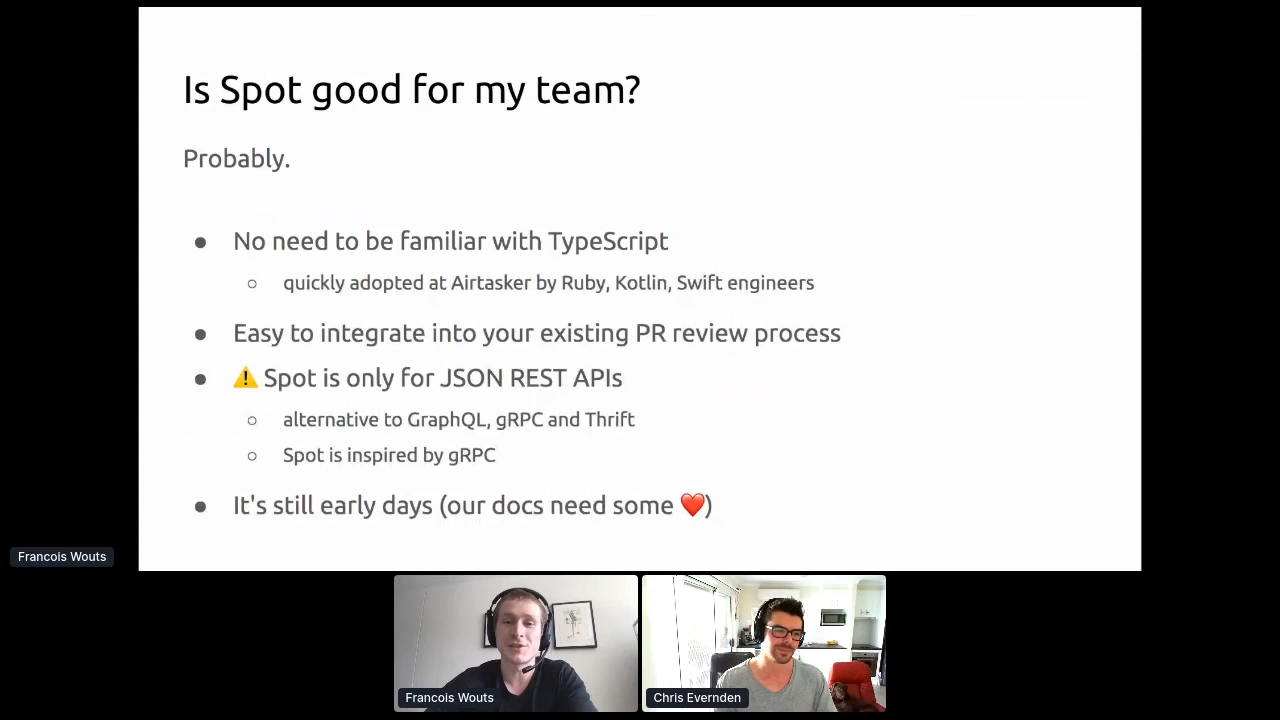 Is Spot good for my team?
Probably.
● No need to be familiar with TypeScript
○ quickly adopted at Airtasker by Ruby, Kotlin, Swift engineers
● Easy to integrate into your existing PR review process
● ⚠️ Spot is only for JSON REST APIs
○ alternative to GraphQL, gRPC and Thrift
○ Spot is inspired by gRPC
● It's still early days (our docs need some ❤️)
Francois Wouts
Francois Wouts
Chris Evernden